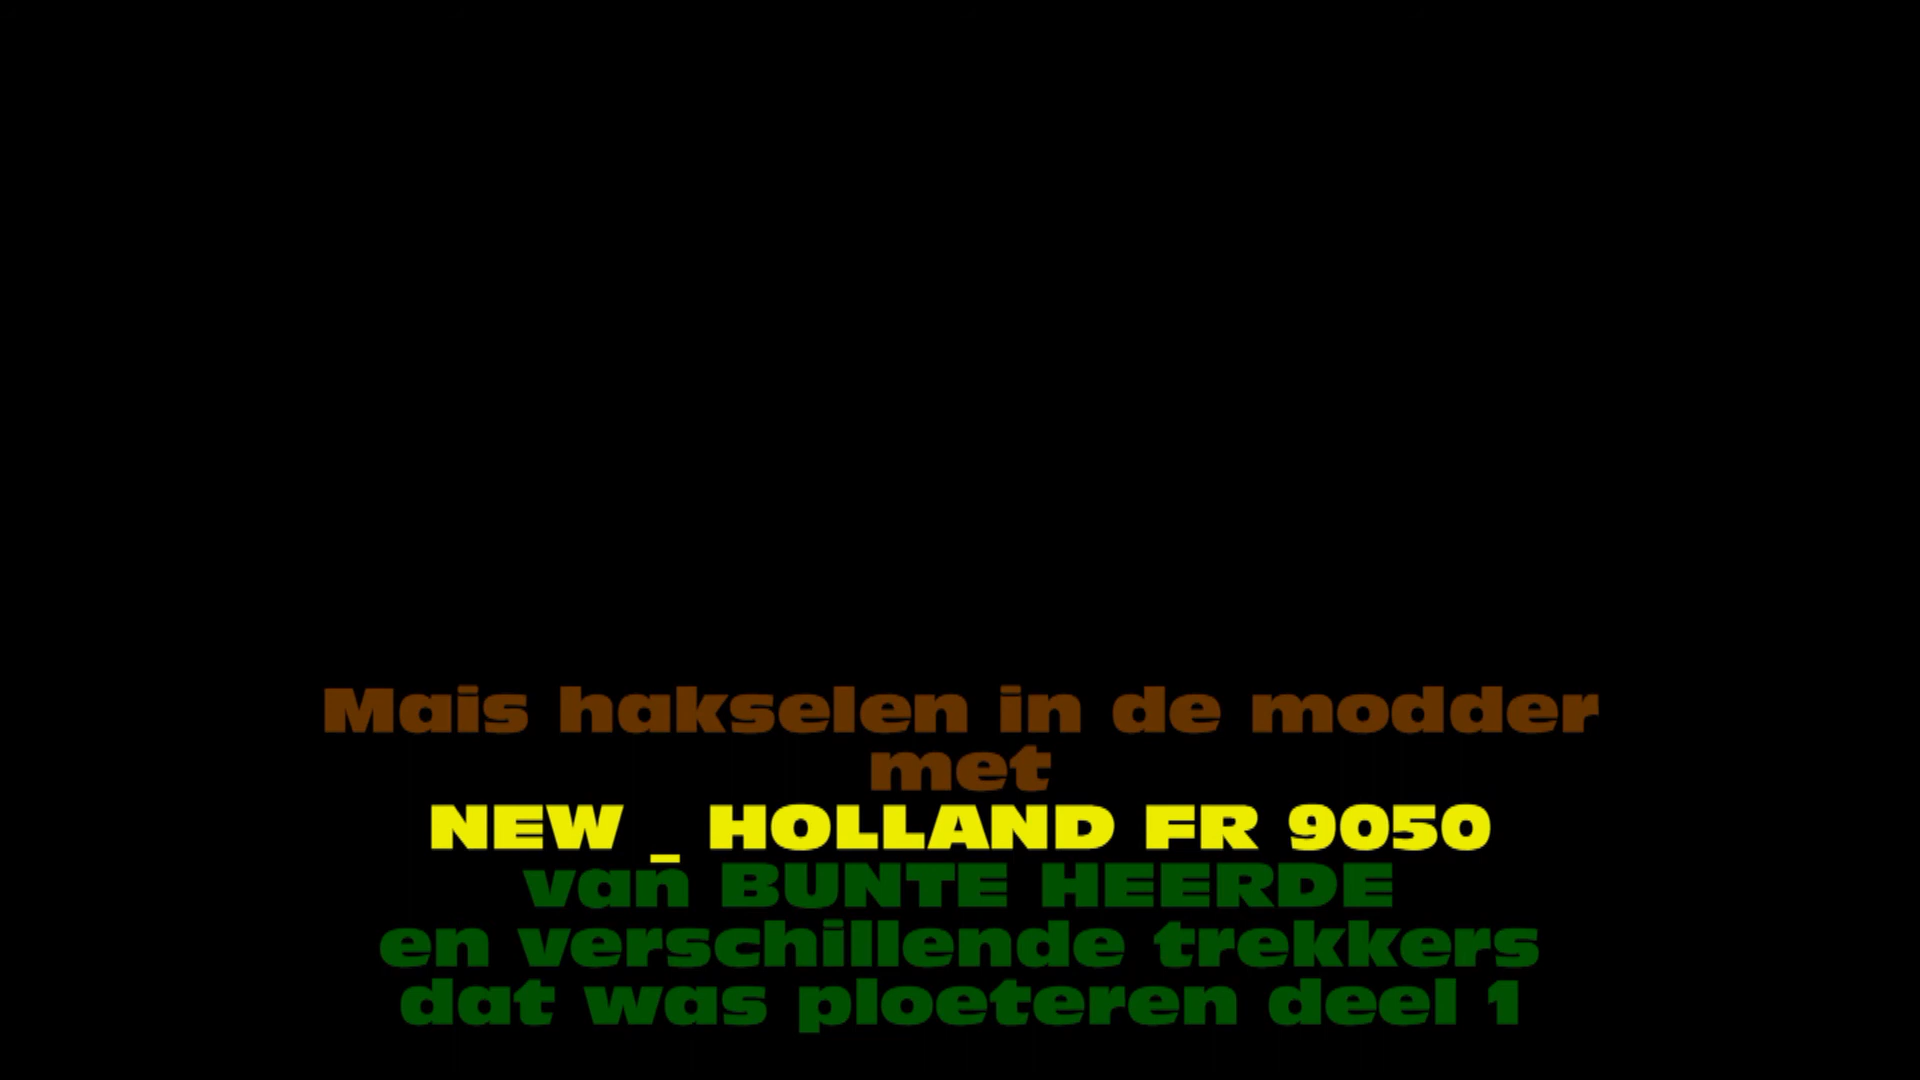 Mais hakselen in de modder
met
NEW _ HOLLAND FR 9050
van BUNTE HEERDE
en verschillende trekkers
dat was ploeteren deel 1